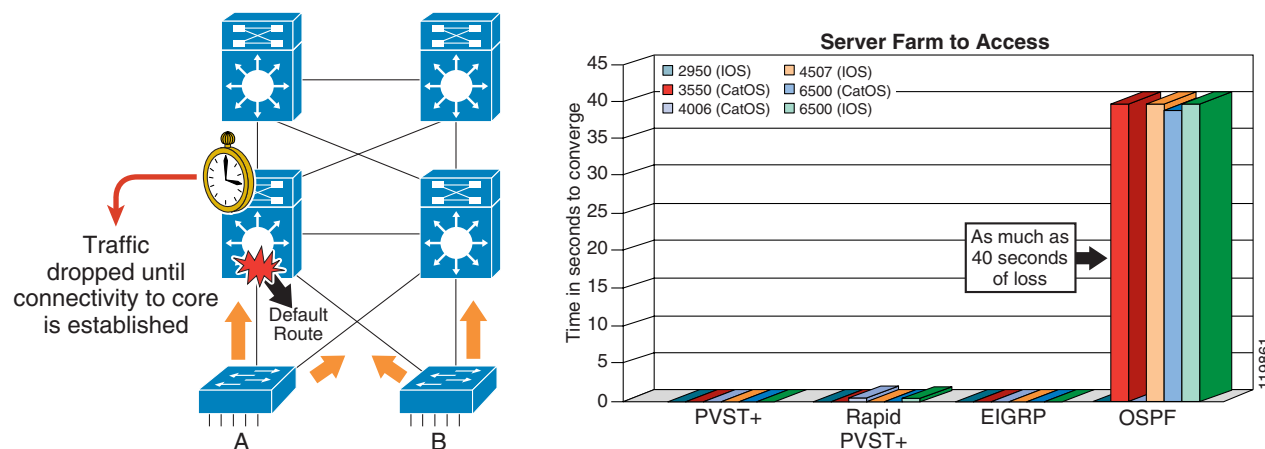 Traffic
dropped until
connectivity to core
is established
Default
Route
A
B
Server Farm to Access
2950 (IOS)
4507 (IOS)
3550 (CatOS)
6500 (CatOS)
4006 (CatOS)
6500 (IOS)
Time in seconds to converge
45
40
35
30
25
20
15
10
5
0
As much as
40 seconds
of loss
PVST+
Rapid
PVST+
EIGRP
OSPF
119861